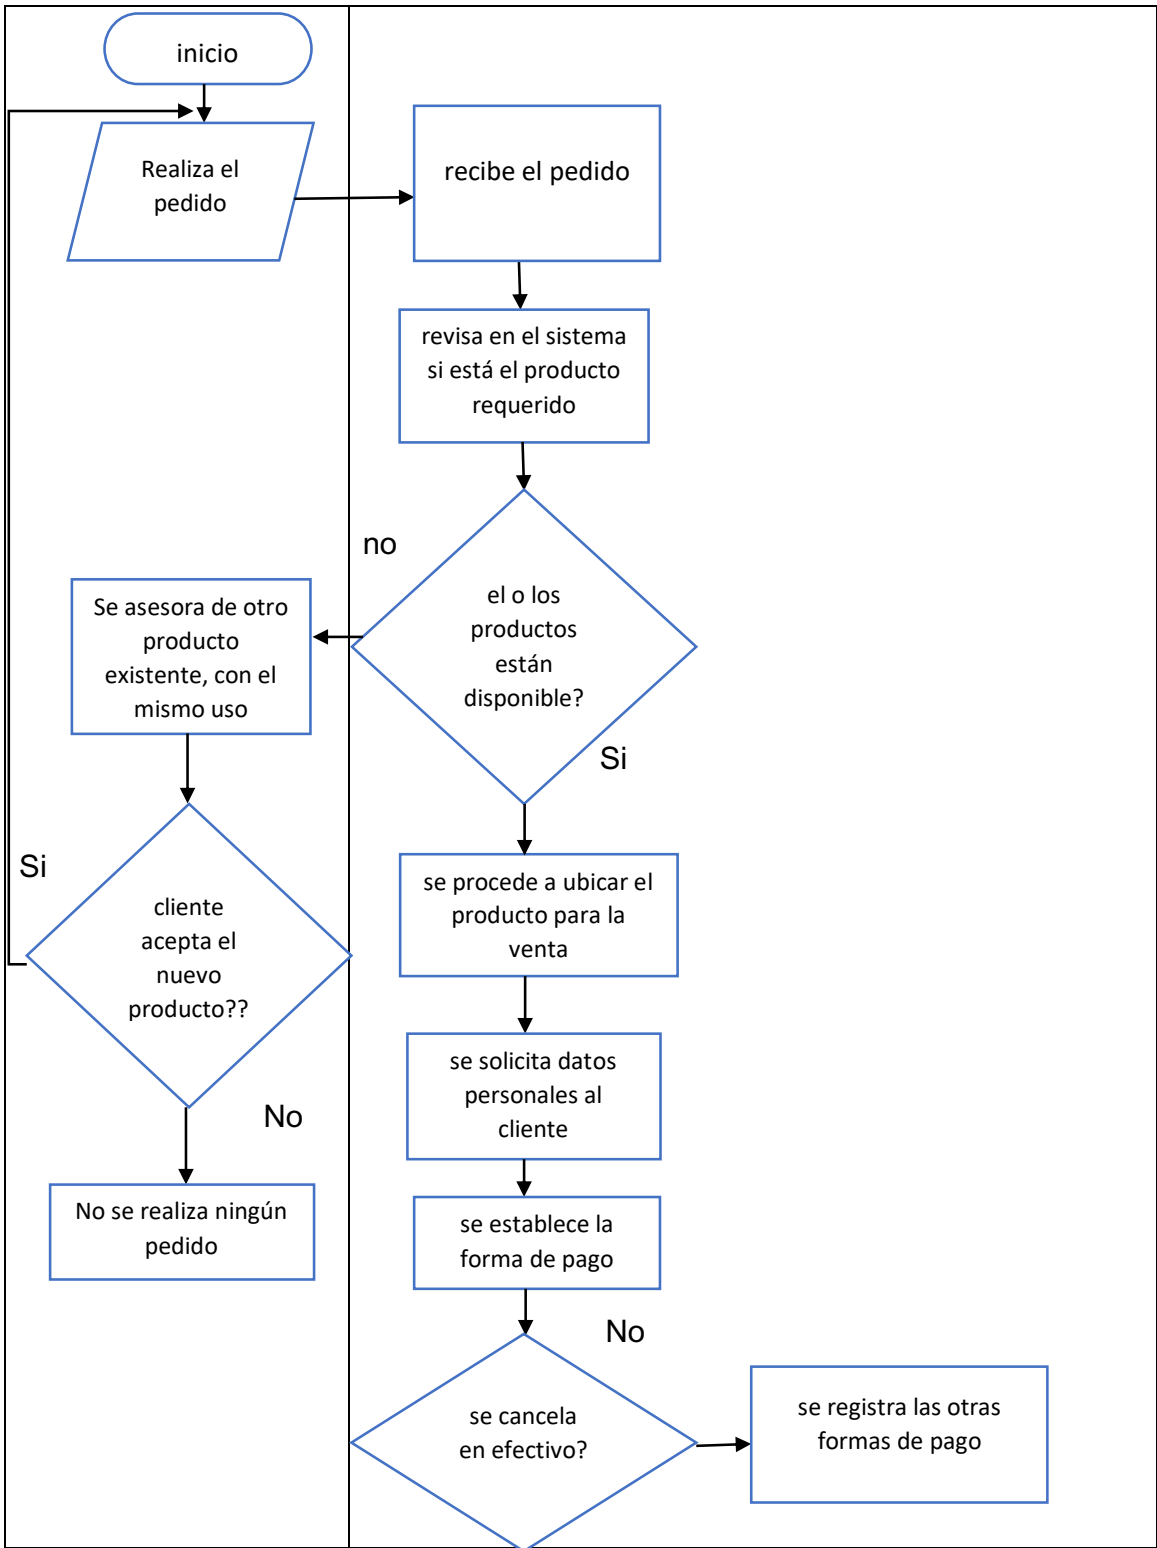 inicio
Realiza el
pedido
recibe el pedido
revisa en el sistema
si está el producto
requerido
no
el o los
productos
están
disponible?
Si
Se asesora de otro
producto
existente, con el
mismo uso
Si
cliente
acepta el
nuevo
producto??
No
No se realiza ningún
pedido
se procede a ubicar el
producto para la
venta
se solicita datos
personales al
cliente
se establece la
forma de pago
No
se cancela
en efectivo?
se registra las otras
formas de pago